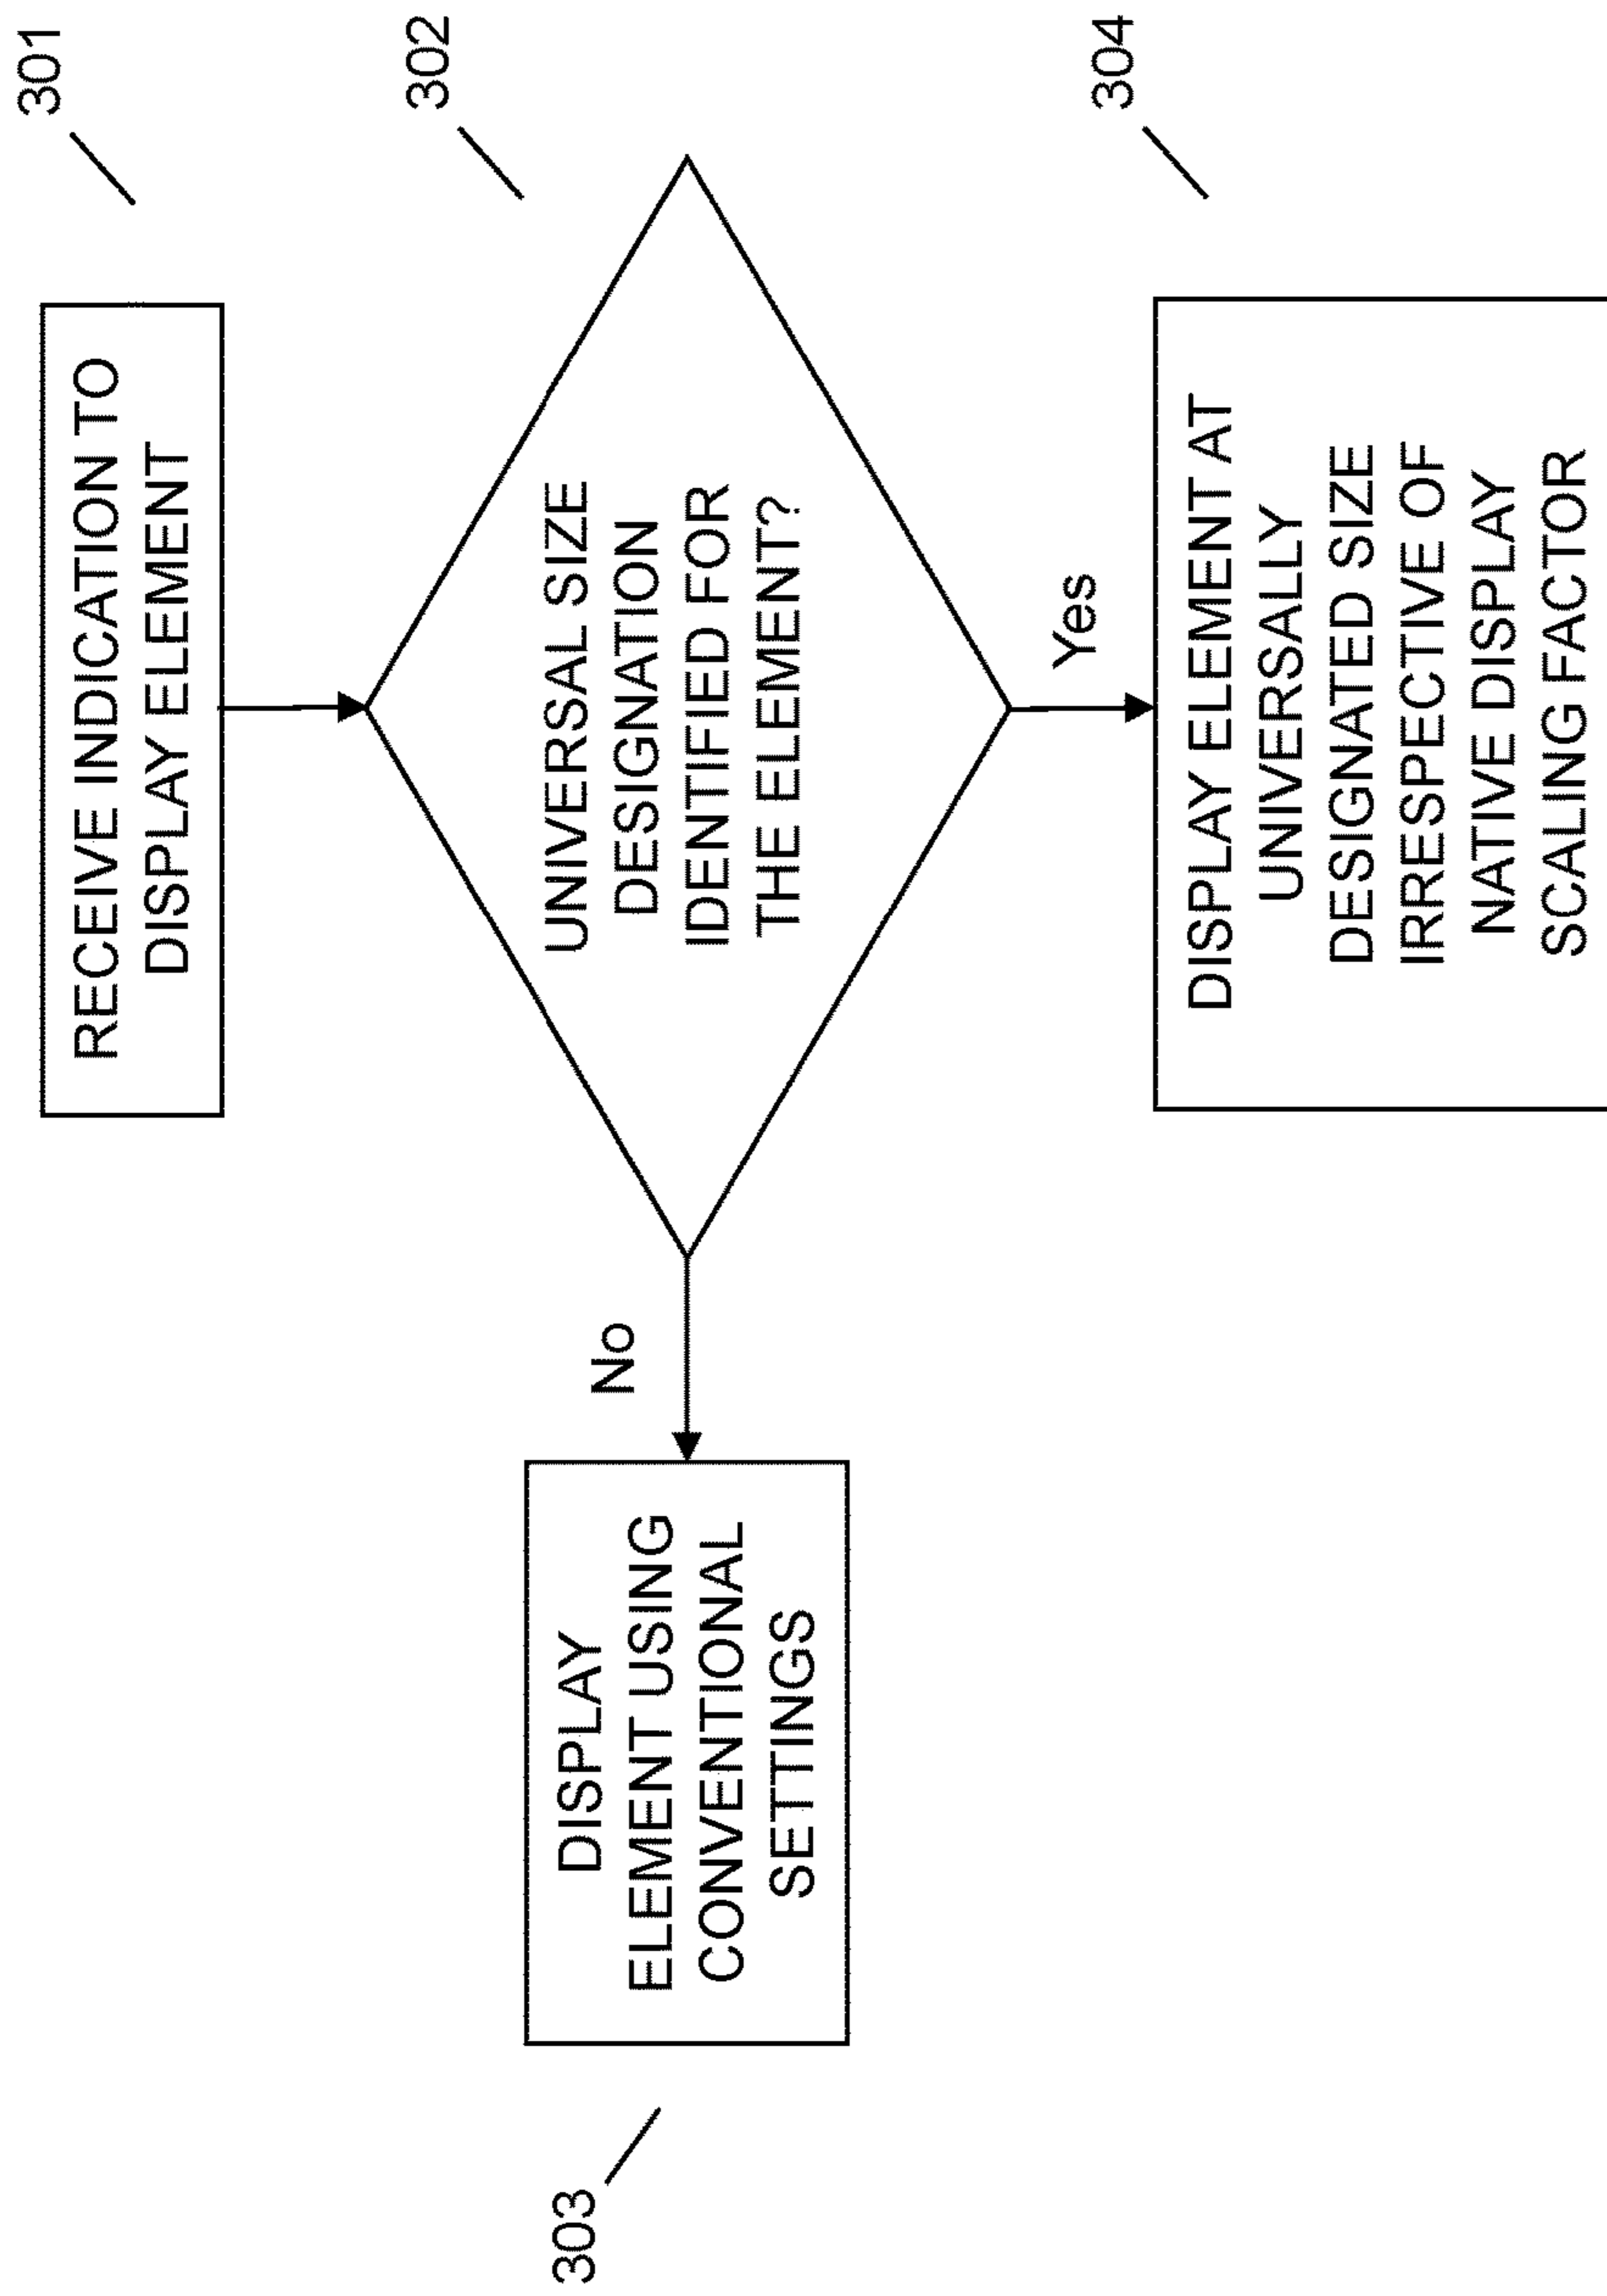 301
RECEIVE INDICATION TO
DISPLAY ELEMENT
302
UNIVERSAL SIZE
DESIGNATION
IDENTIFIED FOR
THE ELEMENT?
No
303
DISPLAY
ELEMENT USING
CONVENTIONAL
SETTINGS
Yes
304
DISPLAY ELEMENT AT
UNIVERSALLY
DESIGNATED SIZE
IRRESPECTIVE OF
NATIVE DISPLAY
SCALING FACTOR